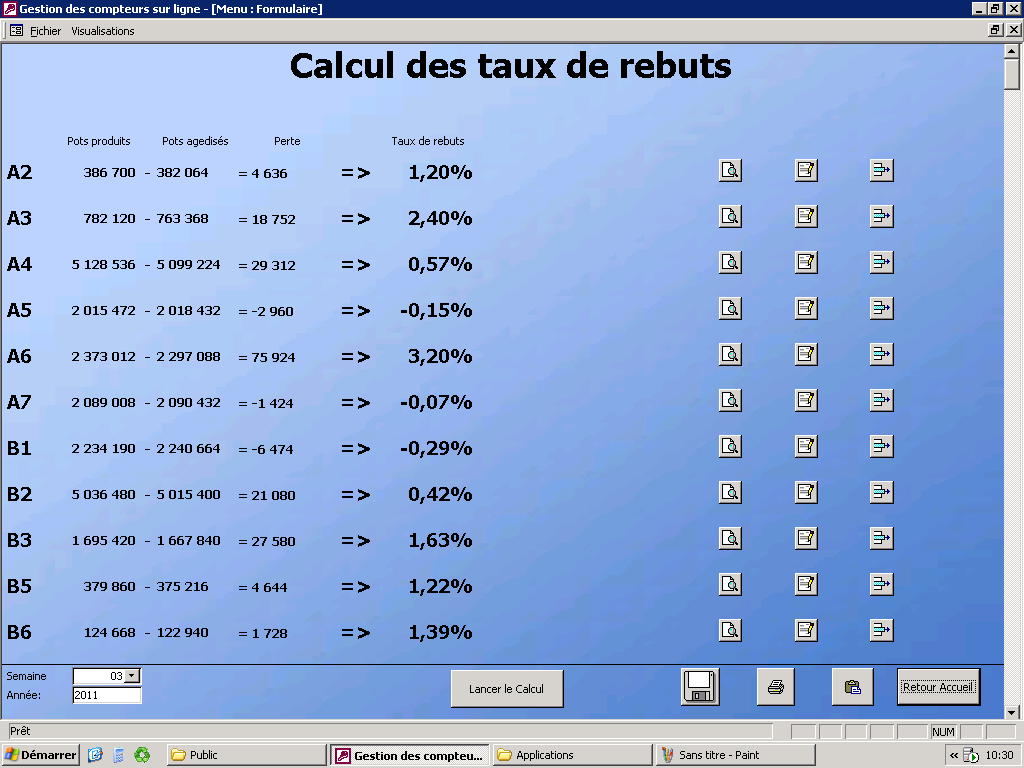 Gestion des compteurs sur ligne - [Menu : Formulaire]
Fichier Visualisations
Calcul des taux de rebuts
Pots produits Pots agedisés Perte Taux de rebuts
A2 386 700 - 382 064 = 4 636 => 1,20%
A3 782 120 - 763 368 = 18 752 => 2,40%
A4 5 128 536 - 5 099 224 = 29 312 => 0,57%
A5 2 015 472 - 2 018 432 = -2 960 => -0,15%
A6 2 373 012 - 2 297 088 = 75 924 => 3,20%
A7 2 089 008 - 2 090 432 = -1 424 => -0,07%
B1 2 234 190 - 2 240 664 = -6 474 => -0,29%
B2 5 036 480 - 5 015 400 = 21 080 => 0,42%
B3 1 695 420 - 1 667 840 = 27 580 => 1,63%
B5 379 860 - 375 216 = 4 644 => 1,22%
B6 124 668 - 122 940 = 1 728 => 1,39%
Semaine 03
Année: 2011
Lancer le Calcul
Retour Accueil
Prêt NUM
Démarrer Public Gestion des compteu... Applications Sans titre - Paint « 10:30